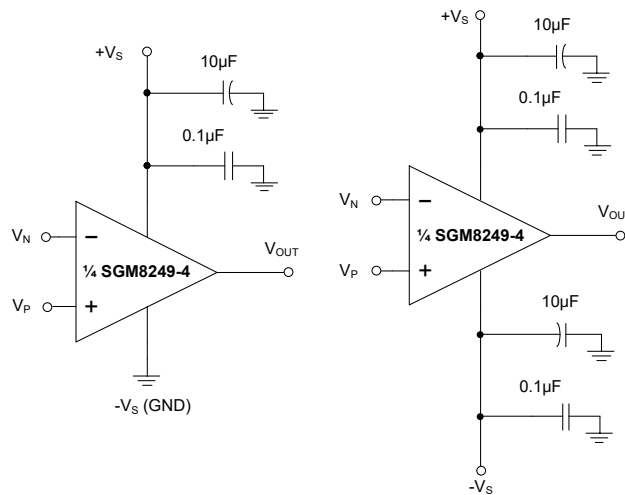 +VS
10µF
0.1µF
VN
VOUT
¼ SGM8249-4
VP
-VS (GND)
+VS
10µF
0.1µF
VN
VOU
¼ SGM8249-4
VP
10µF
0.1µF
-VS